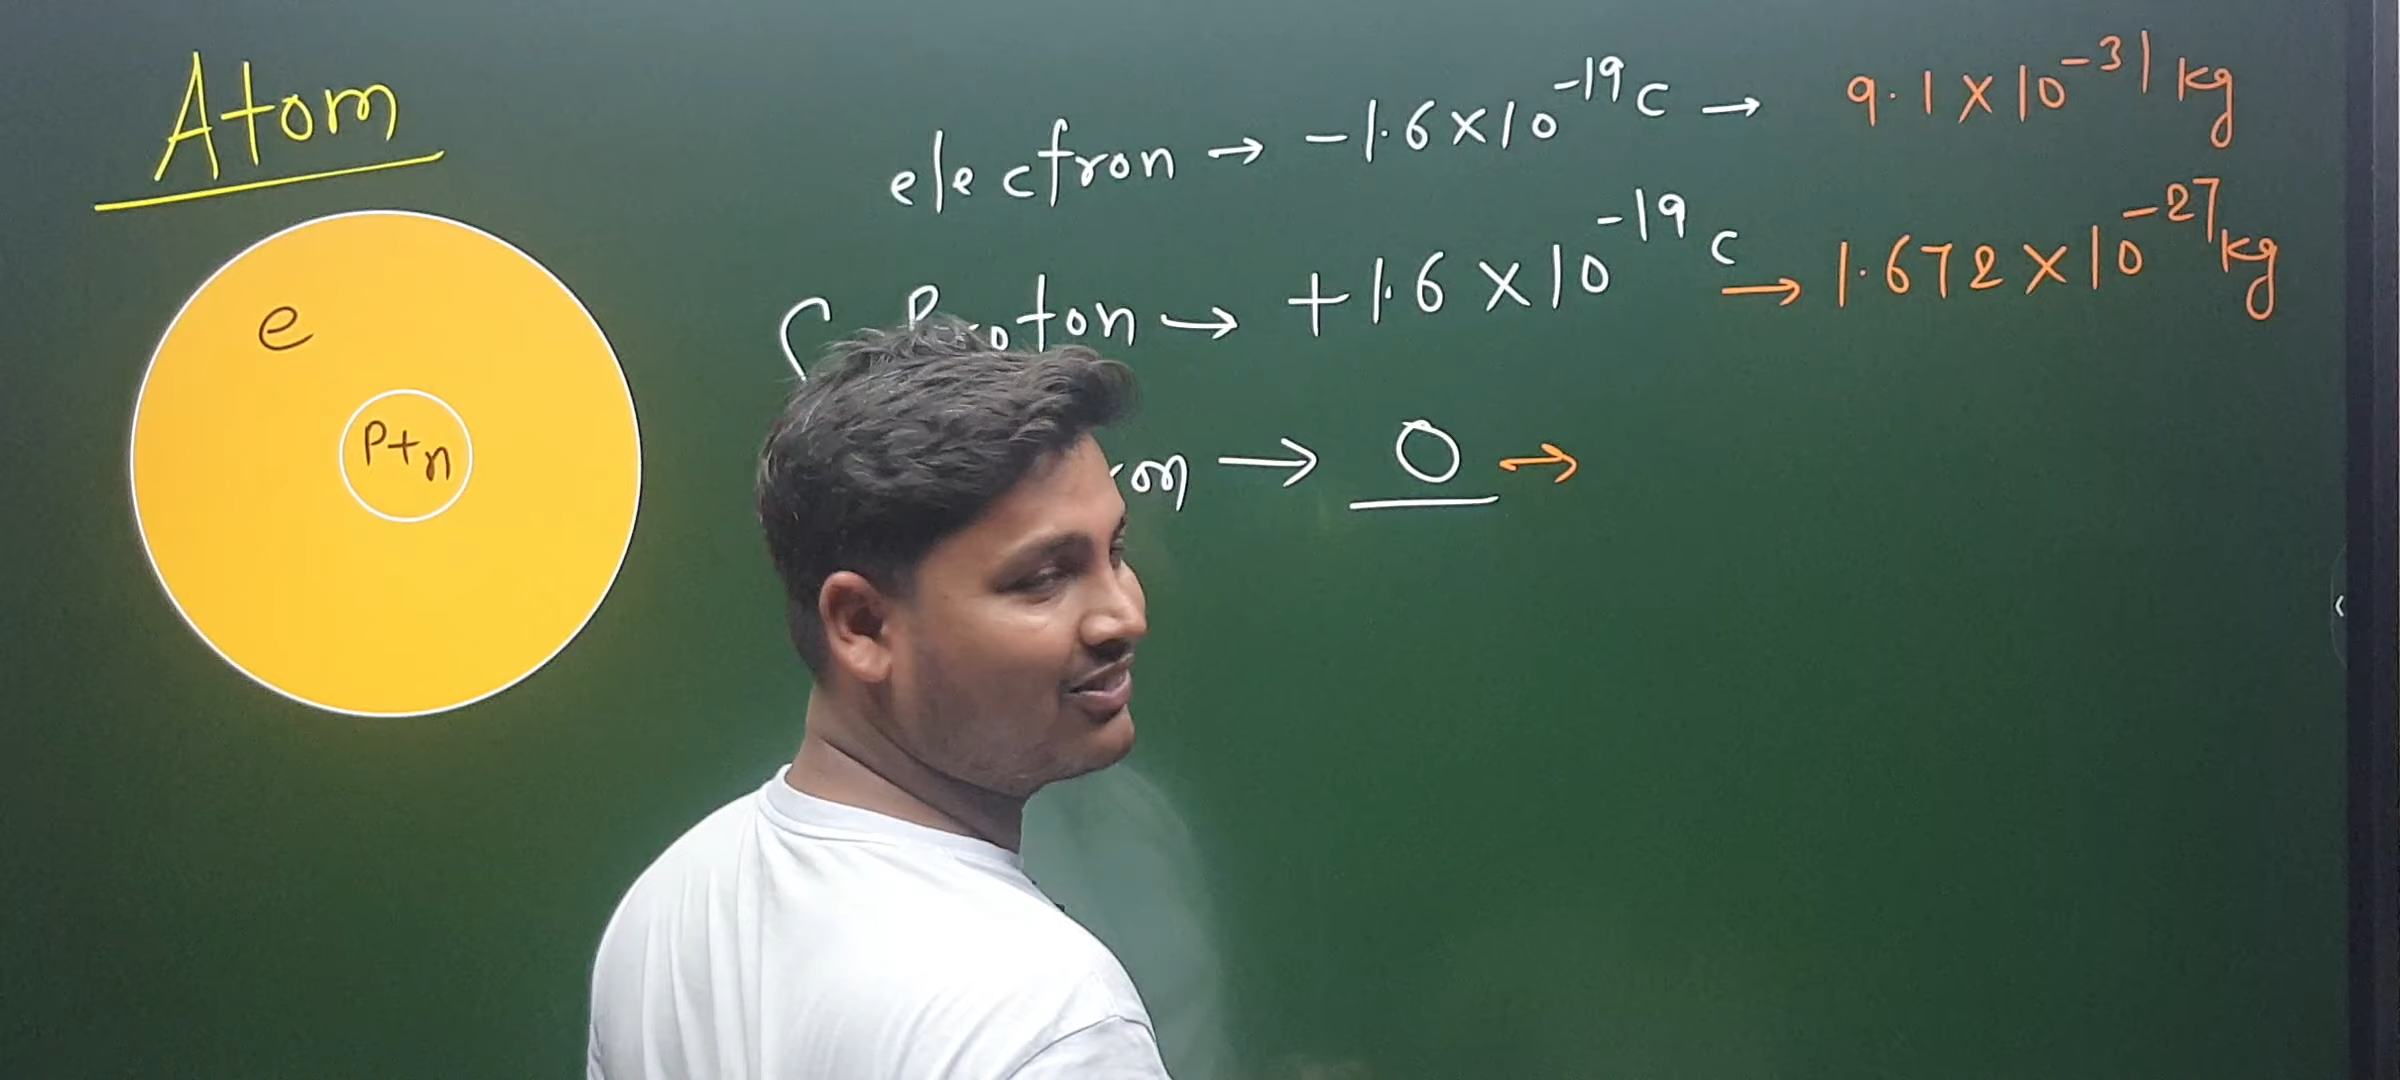 Atom
electron → -1.6×10⁻¹⁹ C → 9.1×10⁻³¹ kg
Proton → +1.6×10⁻¹⁹ C → 1.672×10⁻²⁷ kg
→ 0 →
e
P+n